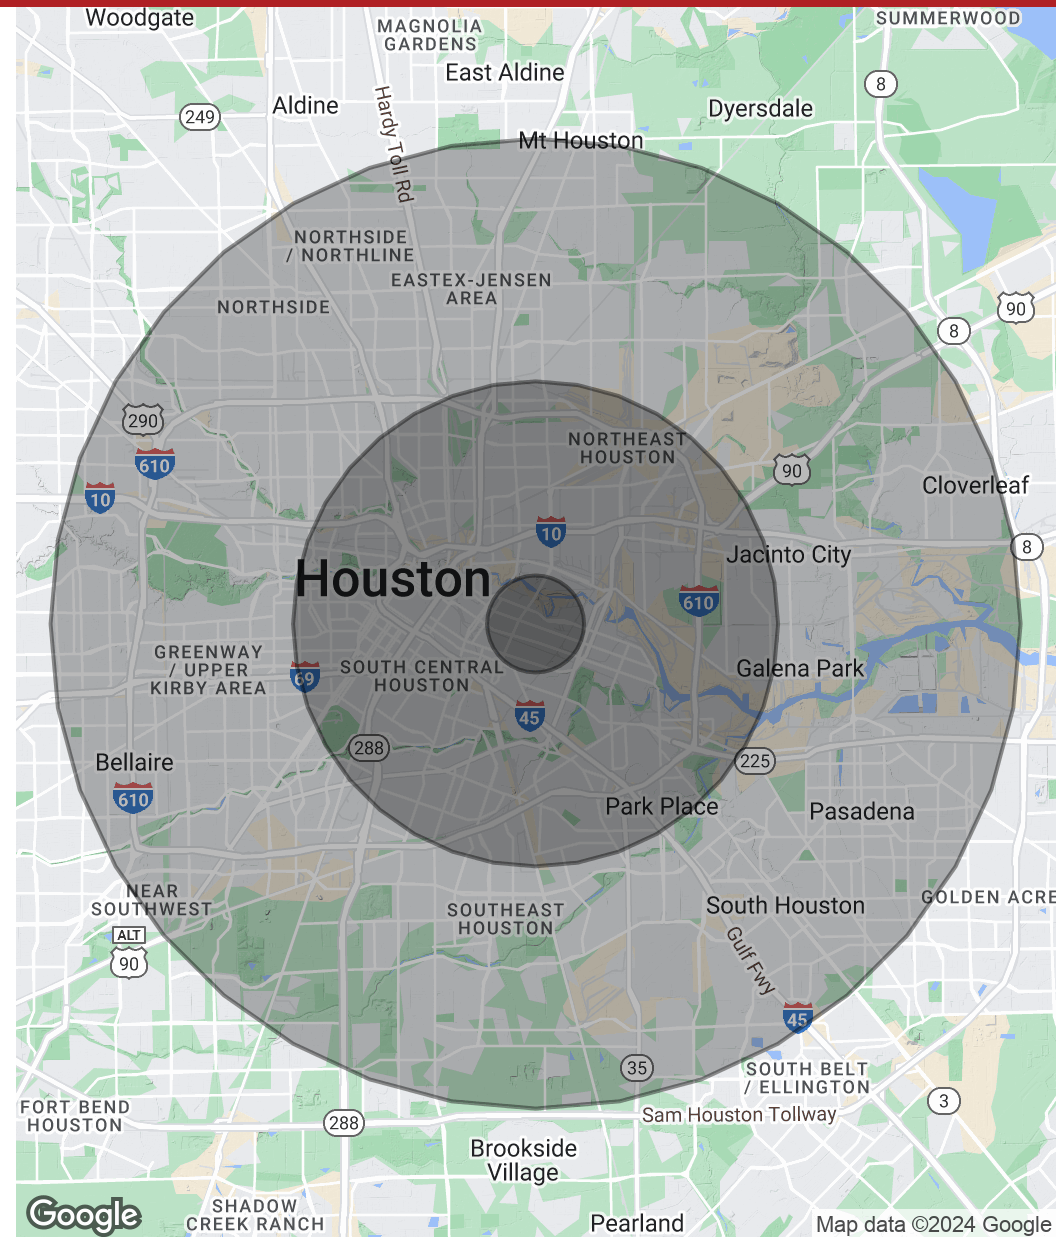 Woodgate
MAGNOLIA
GARDENS
SUMMERWOOD
East Aldine
8
Aldine
249
Hardy Toll Rd
Dyersdale
Mt Houston
NORTHSIDE
/ NORTHLINE
EASTEX-JENSEN
AREA
NORTHSIDE
90
8
290
NORTHEAST
HOUSTON
610
90
10
Cloverleaf
10
8
Jacinto City
Houston
610
GREENWAY
/ UPPER
KIRBY AREA
SOUTH CENTRAL
HOUSTON
69
Galena Park
45
288
225
Bellaire
610
Park Place
Pasadena
NEAR
SOUTHWEST
GOLDEN ACRE
SOUTHEAST
HOUSTON
South Houston
ALT
90
Gulf Fwy
45
35
SOUTH BELT
/ ELLINGTON
3
FORT BEND
HOUSTON
288
Sam Houston Tollway
Brookside
Village
SHADOW
CREEK RANCH
Pearland
Google
Map data ©2024 Google